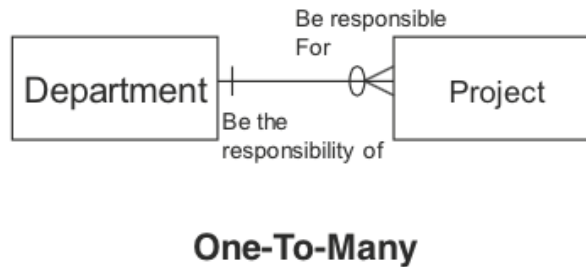 Be responsible
For
Department
Project
Be the
responsibility of
One-To-Many